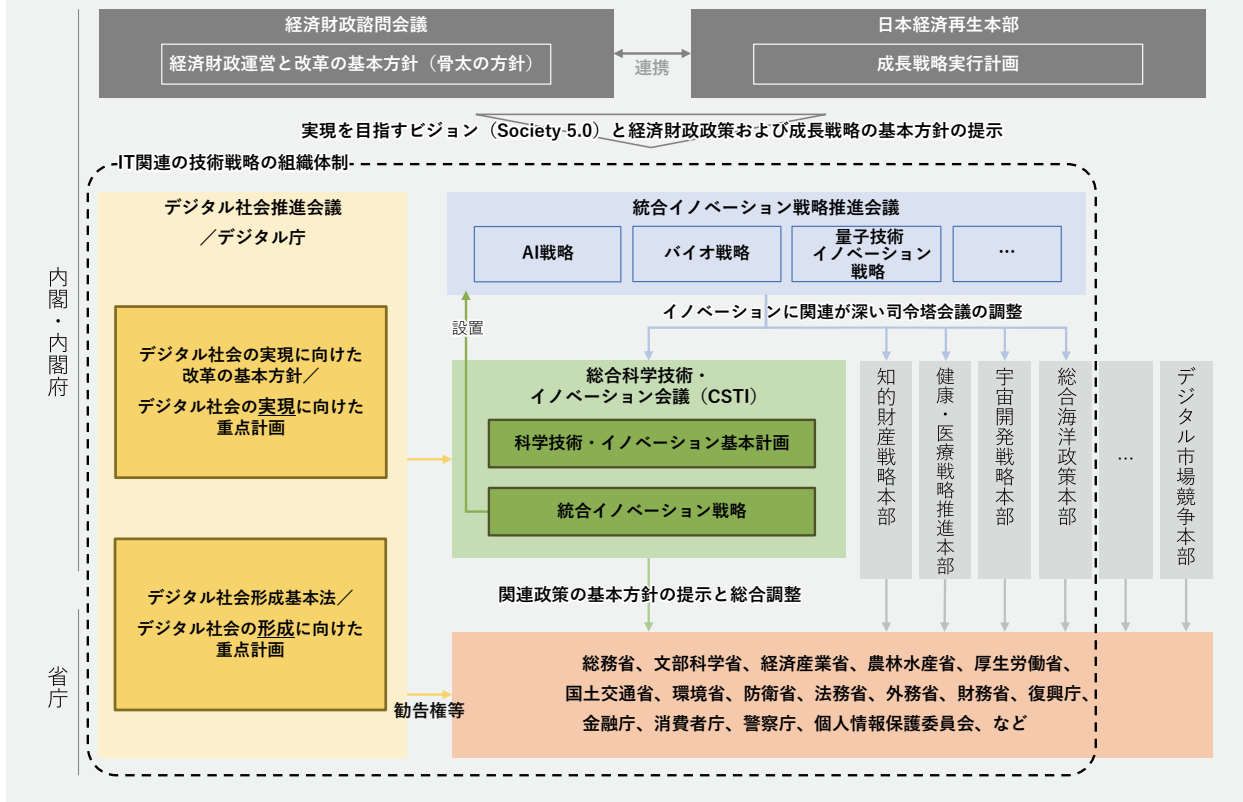 経済財政諮問会議
経済財政運営と改革の基本方針（骨太の方針）
連携
日本経済再生本部
成長戦略実行計画
実現を目指すビジョン（Society 5.0）と経済財政政策および成長戦略の基本方針の提示
IT関連の技術戦略の組織体制
内閣・内閣府
省庁
デジタル社会推進会議
／デジタル庁
デジタル社会の実現に向けた
改革の基本方針／
デジタル社会の実現に向けた
重点計画
デジタル社会形成基本法／
デジタル社会の形成に向けた
重点計画
統合イノベーション戦略推進会議
AI戦略
バイオ戦略
量子技術
イノベーション
戦略
…
イノベーションに関連が深い司令塔会議の調整
設置
総合科学技術・
イノベーション会議（CSTI）
科学技術・イノベーション基本計画
統合イノベーション戦略
知的財産戦略本部
健康・医療戦略推進本部
宇宙開発戦略本部
総合海洋政策本部
…
デジタル市場競争本部
関連政策の基本方針の提示と総合調整
勧告権等
総務省、文部科学省、経済産業省、農林水産省、厚生労働省、
国土交通省、環境省、防衛省、法務省、外務省、財務省、復興庁、
金融庁、消費者庁、警察庁、個人情報保護委員会、など